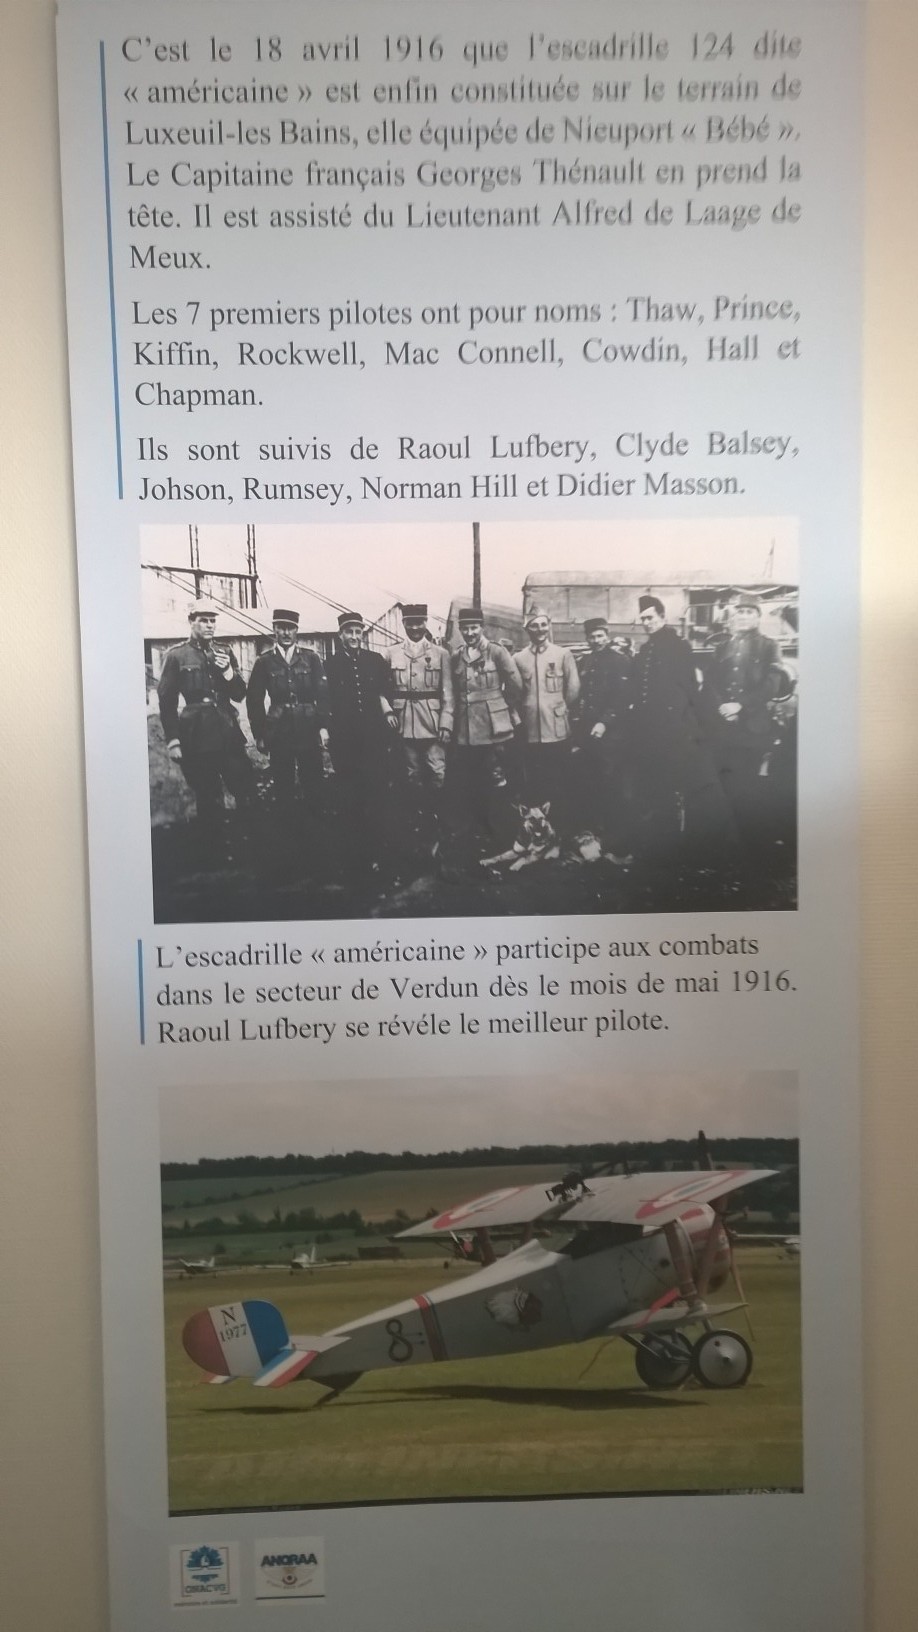 C'est le 18 avril 1916 que l'escadrille 124 dite
« américaine » est enfin constituée sur le terrain de
Luxeuil-les Bains, elle équipée de Nieuport « Bébé ».
Le Capitaine français Georges Thénault en prend la
tête. Il est assisté du Lieutenant Alfred de Laage de
Meux.
Les 7 premiers pilotes ont pour noms : Thaw, Prince,
Kiffin, Rockwell, Mac Connell, Cowdin, Hall et
Chapman.
Ils sont suivis de Raoul Lufbery, Clyde Balsey,
Johson, Rumsey, Norman Hill et Didier Masson.
L'escadrille « américaine » participe aux combats
dans le secteur de Verdun dès le mois de mai 1916.
Raoul Lufbery se révéle le meilleur pilote.
N
1977
8
ONACVG
ANORAA